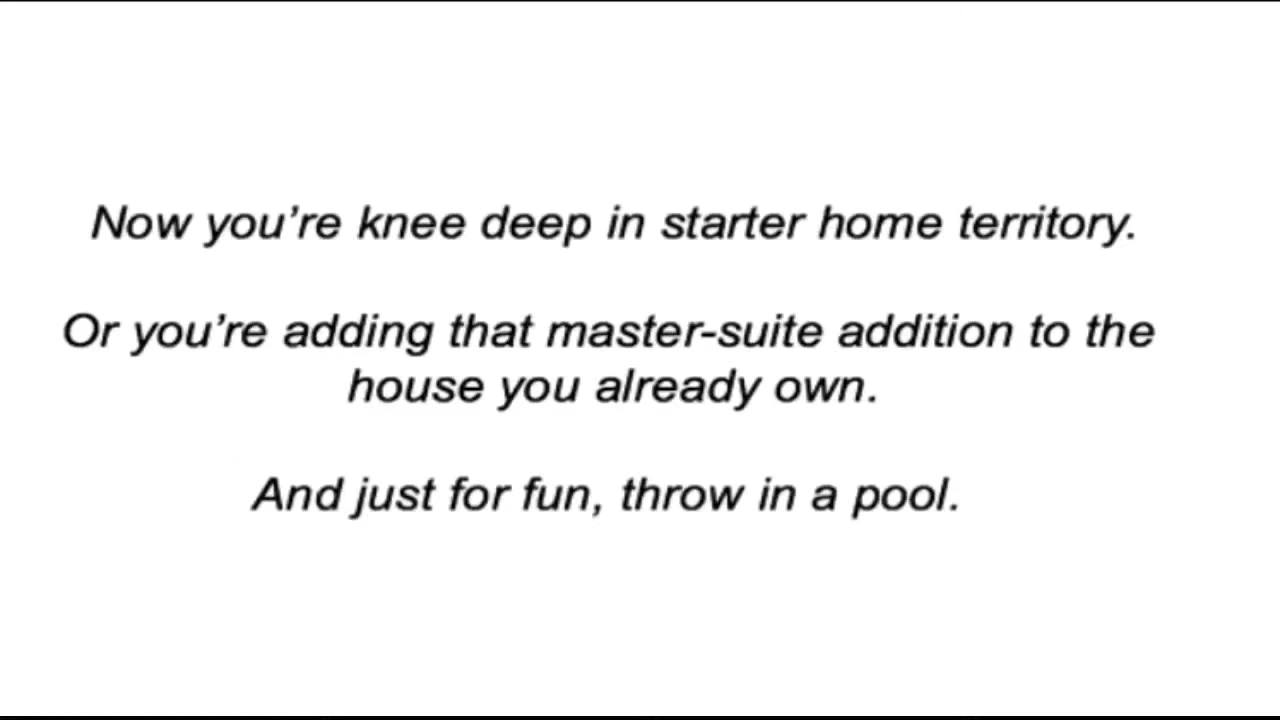 Now you’re knee deep in starter home territory.
Or you’re adding that master-suite addition to the
house you already own.
And just for fun, throw in a pool.